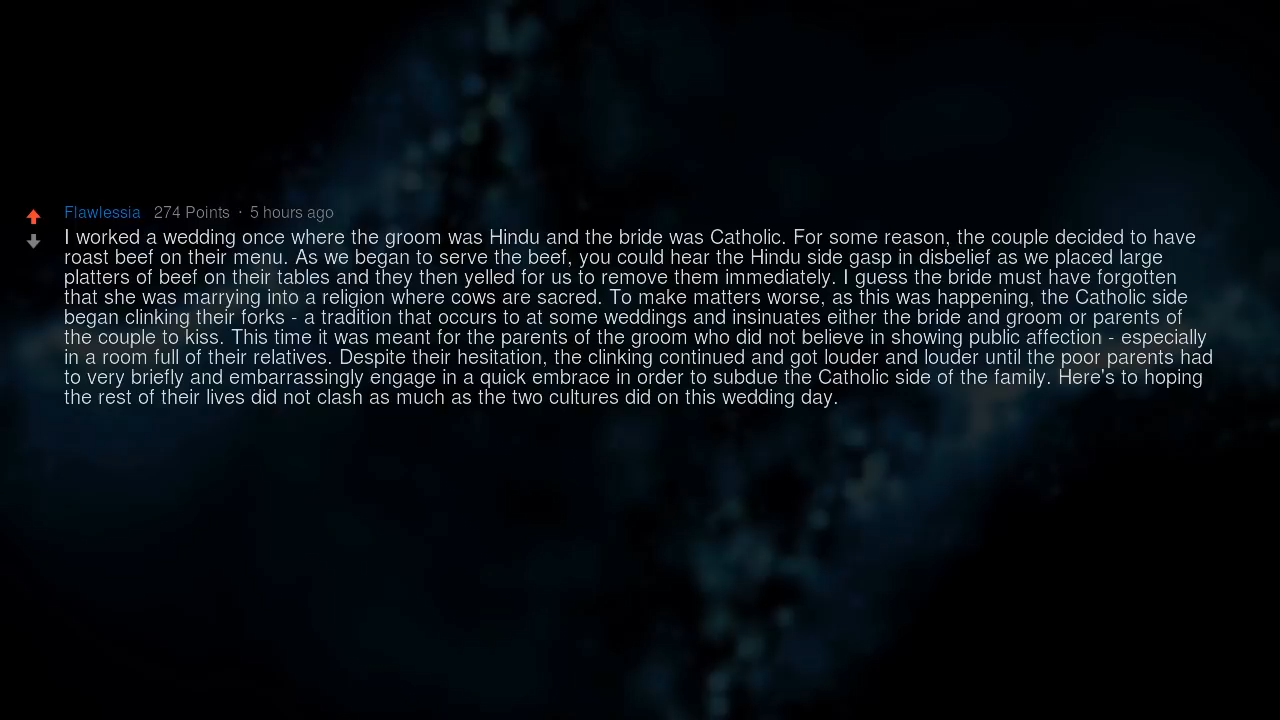 Flawlessia 274 Points · 5 hours ago
I worked a wedding once where the groom was Hindu and the bride was Catholic. For some reason, the couple decided to have
roast beef on their menu. As we began to serve the beef, you could hear the Hindu side gasp in disbelief as we placed large
platters of beef on their tables and they then yelled for us to remove them immediately. I guess the bride must have forgotten
that she was marrying into a religion where cows are sacred. To make matters worse, as this was happening, the Catholic side
began clinking their forks - a tradition that occurs to at some weddings and insinuates either the bride and groom or parents of
the couple to kiss. This time it was meant for the parents of the groom who did not believe in showing public affection - especially
in a room full of their relatives. Despite their hesitation, the clinking continued and got louder and louder until the poor parents had
to very briefly and embarrassingly engage in a quick embrace in order to subdue the Catholic side of the family. Here's to hoping
the rest of their lives did not clash as much as the two cultures did on this wedding day.